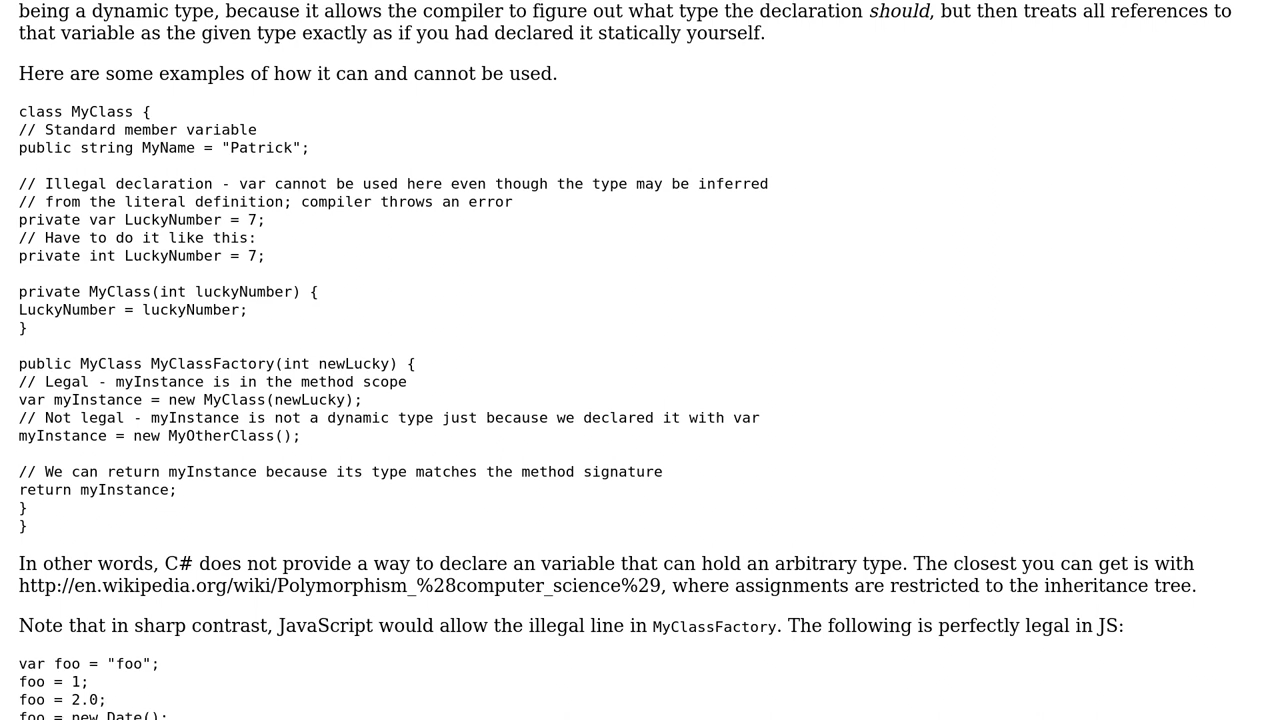 being a dynamic type, because it allows the compiler to figure out what type the declaration should, but then treats all references to
that variable as the given type exactly as if you had declared it statically yourself.
Here are some examples of how it can and cannot be used.
class MyClass {
// Standard member variable
public string MyName = "Patrick";
// Illegal declaration - var cannot be used here even though the type may be inferred
// from the literal definition; compiler throws an error
private var LuckyNumber = 7;
// Have to do it like this:
private int LuckyNumber = 7;
private MyClass(int luckyNumber) {
LuckyNumber = luckyNumber;
}
public MyClass MyClassFactory(int newLucky) {
// Legal - myInstance is in the method scope
var myInstance = new MyClass(newLucky);
// Not legal - myInstance is not a dynamic type just because we declared it with var
myInstance = new MyOtherClass();
// We can return myInstance because its type matches the method signature
return myInstance;
}
}
In other words, C# does not provide a way to declare an variable that can hold an arbitrary type. The closest you can get is with
http://en.wikipedia.org/wiki/Polymorphism_%28computer_science%29, where assignments are restricted to the inheritance tree.
Note that in sharp contrast, JavaScript would allow the illegal line in MyClassFactory. The following is perfectly legal in JS:
var foo = "foo";
foo = 1;
foo = 2.0;
foo = new Date();